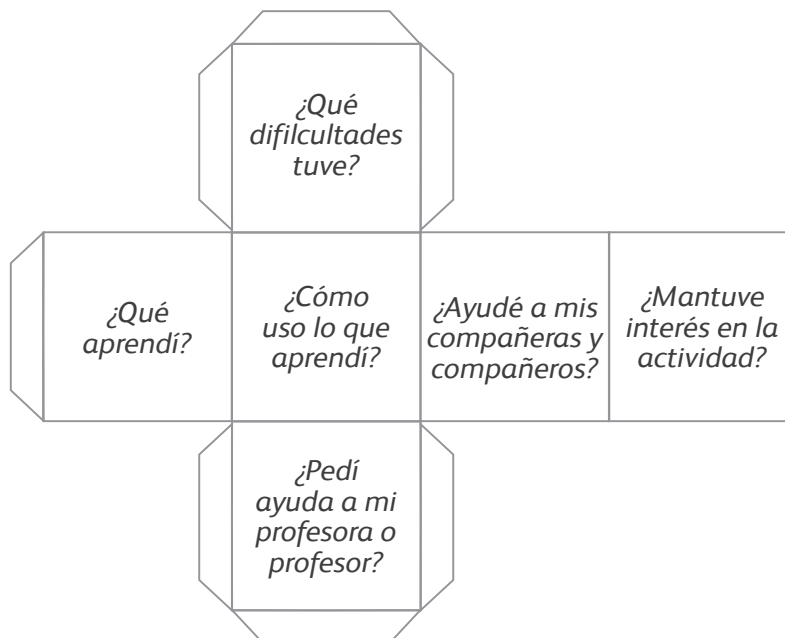 ¿Qué
difilcultades
tuve?
¿Qué
aprendí?
¿Cómo
uso lo que
aprendí?
¿Ayudé a mis
compañeras y
compañeros?
¿Mantuve
interés en la
actividad?
¿Pedí
ayuda a mi
profesora o
profesor?